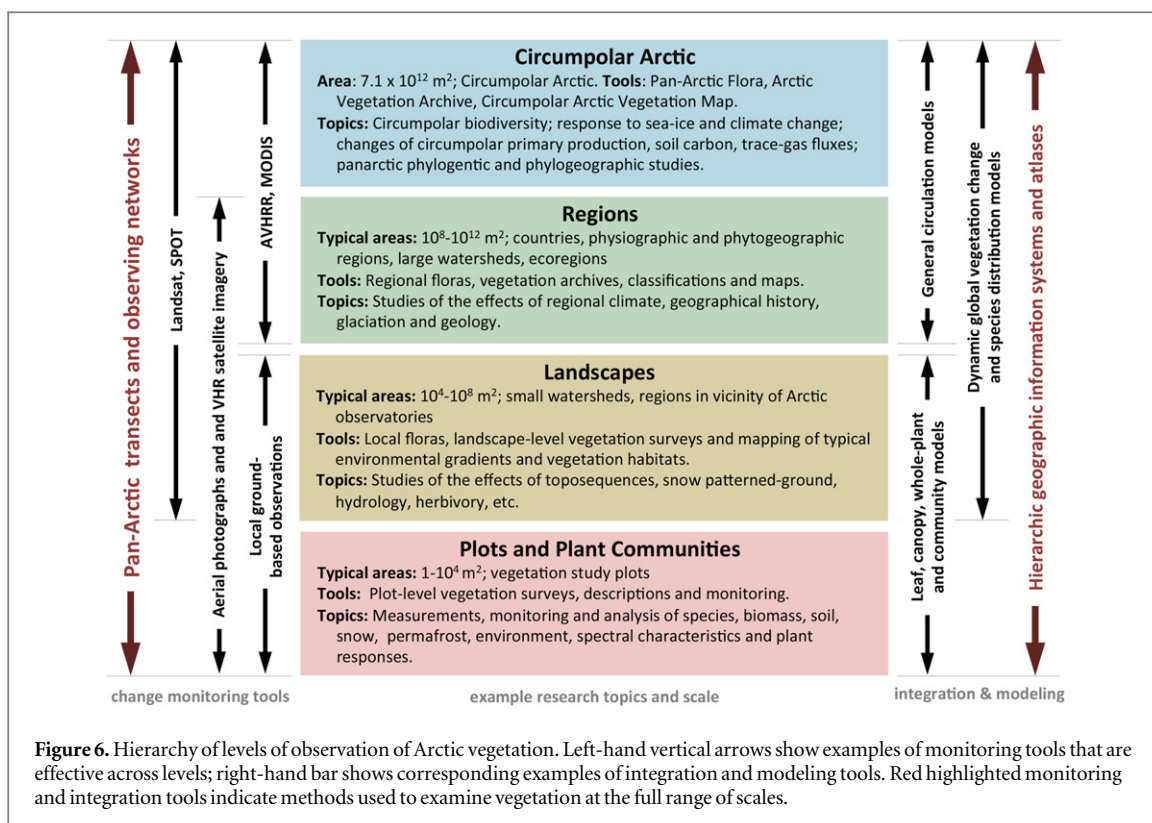 Pan-Arctic transects and observing networks
Landsat, SPOT
Aerial photographs and and VHR satellite imagery
AVHRR, MODIS
Local ground-
based observations
change monitoring tools
Circumpolar Arctic
Area: 7.1 x 10¹² m²; Circumpolar Arctic. Tools: Pan-Arctic Flora, Arctic
Vegetation Archive, Circumpolar Arctic Vegetation Map.
Topics: Circumpolar biodiversity; response to sea-ice and climate change;
changes of circumpolar primary production, soil carbon, trace-gas fluxes;
panarctic phylogentic and phylogeographic studies.
Regions
Typical areas: 10⁸-10¹² m²; countries, physiographic and phytogeographic
regions, large watersheds, ecoregions
Tools: Regional floras, vegetation archives, classifications and maps.
Topics: Studies of the effects of regional climate, geographical history,
glaciation and geology.
Landscapes
Typical areas: 10⁴-10⁸ m²; small watersheds, regions in vicinity of Arctic
observatories
Tools: Local floras, landscape-level vegetation surveys and mapping of typical
environmental gradients and vegetation habitats.
Topics: Studies of the effects of toposequences, snow patterned-ground,
hydrology, herbivory, etc.
Plots and Plant Communities
Typical areas: 1-10⁴ m²; vegetation study plots
Tools: Plot-level vegetation surveys, descriptions and monitoring.
Topics: Measurements, monitoring and analysis of species, biomass, soil,
snow, permafrost, environment, spectral characteristics and plant
responses.
example research topics and scale
General circulation models
Leaf, canopy, whole-plant
and community models
Dynamic global vegetation change
and species distribution models
Hierarchic geographic information systems and atlases
integration & modeling
Figure 6. Hierarchy of levels of observation of Arctic vegetation. Left-hand vertical arrows show examples of monitoring tools that are
effective across levels; right-hand bar shows corresponding examples of integration and modeling tools. Red highlighted monitoring
and integration tools indicate methods used to examine vegetation at the full range of scales.